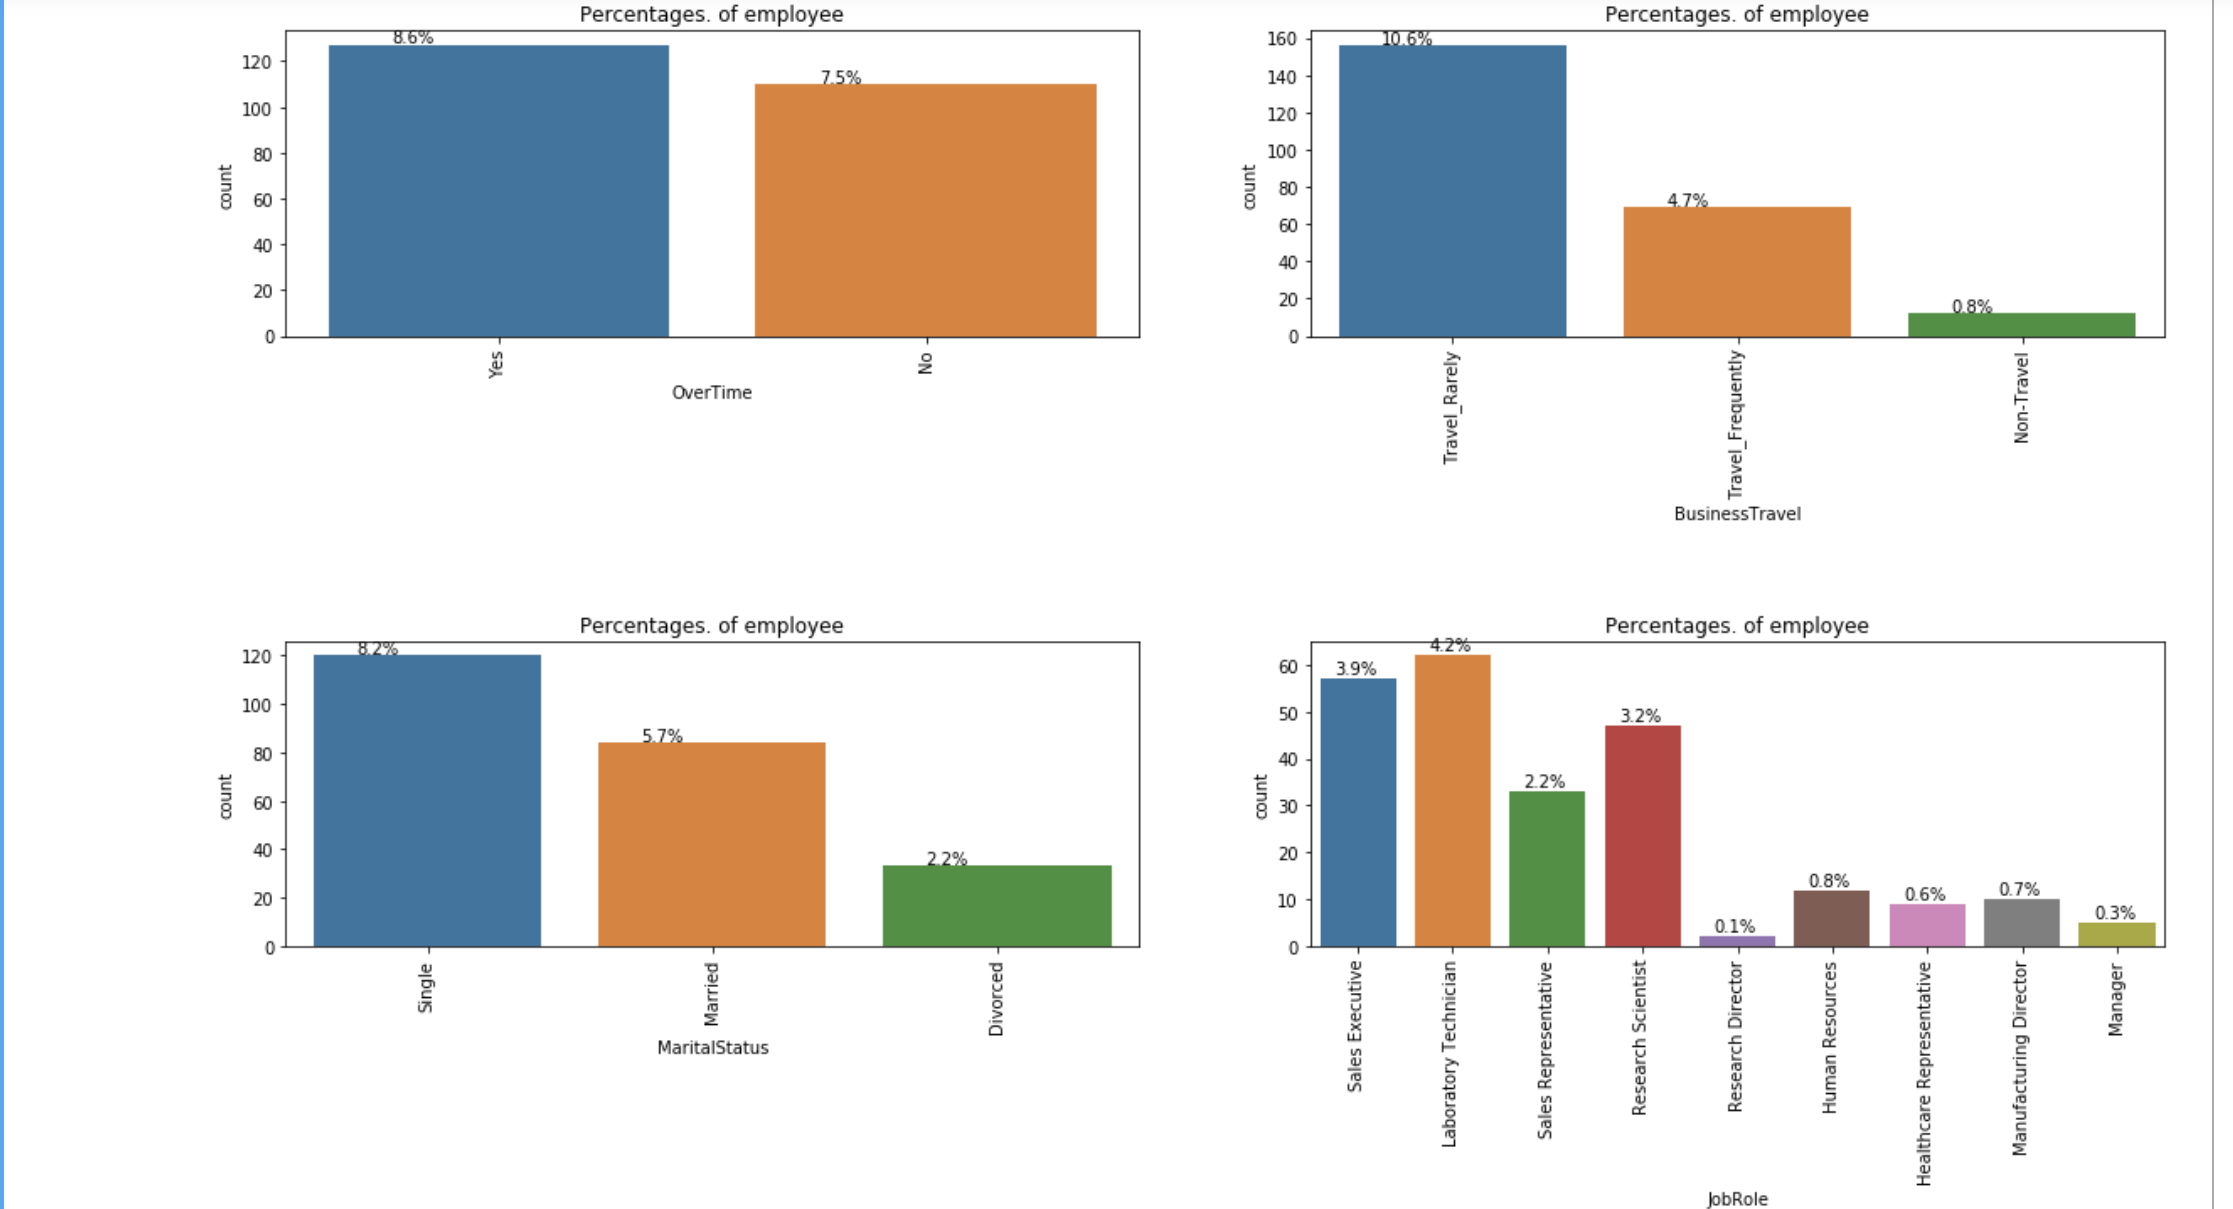 Percentages. of employee
8.6%
7.5%
120
100
80
60
40
20
0
count
Yes
No
OverTime
Percentages. of employee
10.6%
4.7%
0.8%
160
140
120
100
80
60
40
20
0
count
Travel_Rarely
Travel_Frequently
Non-Travel
BusinessTravel
Percentages. of employee
8.2%
5.7%
2.2%
120
100
80
60
40
20
0
count
Single
Married
Divorced
MaritalStatus
Percentages. of employee
3.9%
4.2%
2.2%
3.2%
0.1%
0.8%
0.6%
0.7%
0.3%
60
50
40
30
20
10
0
count
Sales Executive
Laboratory Technician
Sales Representative
Research Scientist
Research Director
Human Resources
Healthcare Representative
Manufacturing Director
Manager
JobRole